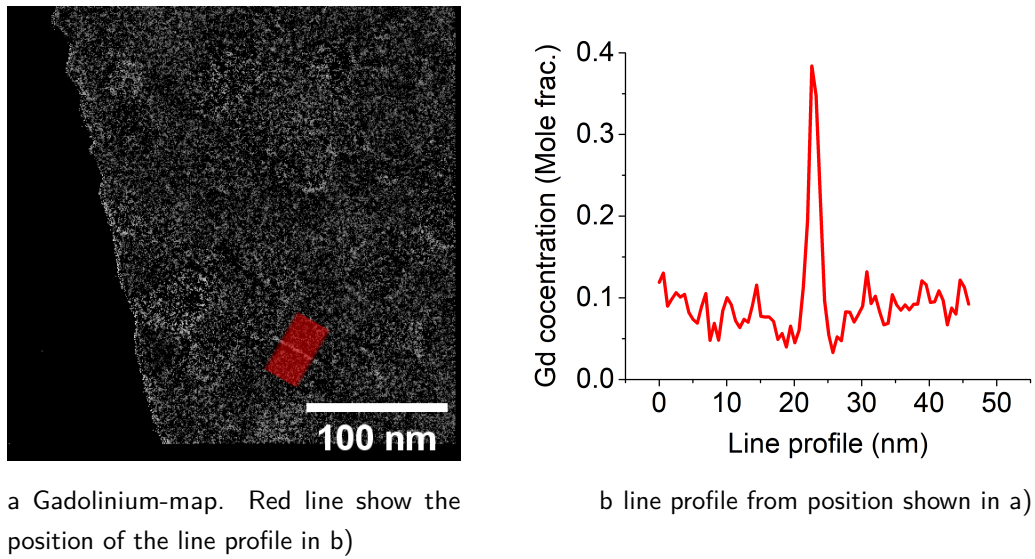 100 nm
Gd cocentration (Mole frac.)
0.4
0.3
0.2
0.1
0.0
0 10 20 30 40 50
Line profile (nm)
a Gadolinium-map. Red line show the
position of the line profile in b)
b line profile from position shown in a)